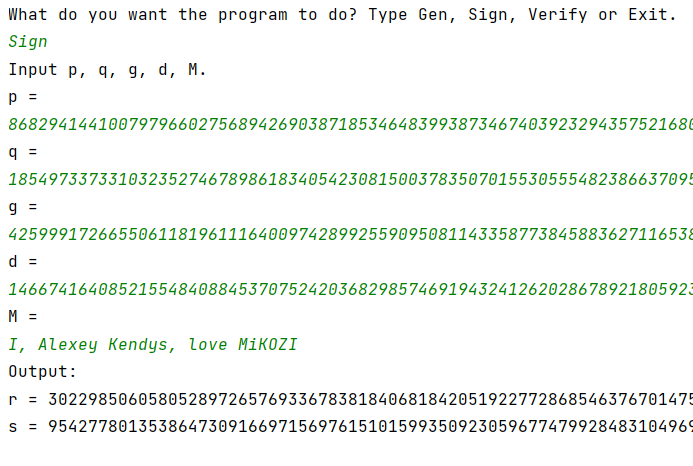 What do you want the program to do? Type Gen, Sign, Verify or Exit.
Sign
Input p, q, g, d, M.
p =
868294144100797966027568942690387185346483993873467403923294357521680
q =
185497337331032352746789861834054230815003783507015530555482386637095
g =
425999172665506118196111640097428992559095081143358773845883627116538
d =
146674164085215548408845370752420368298574691943241262028678921805923
M =
I, Alexey Kendys, love MiKOZI
Output:
r = 30229850605805289726576933678381840681842051922772868546376701475
s = 95427780135386473091669715697615101599350923059677479928483104969